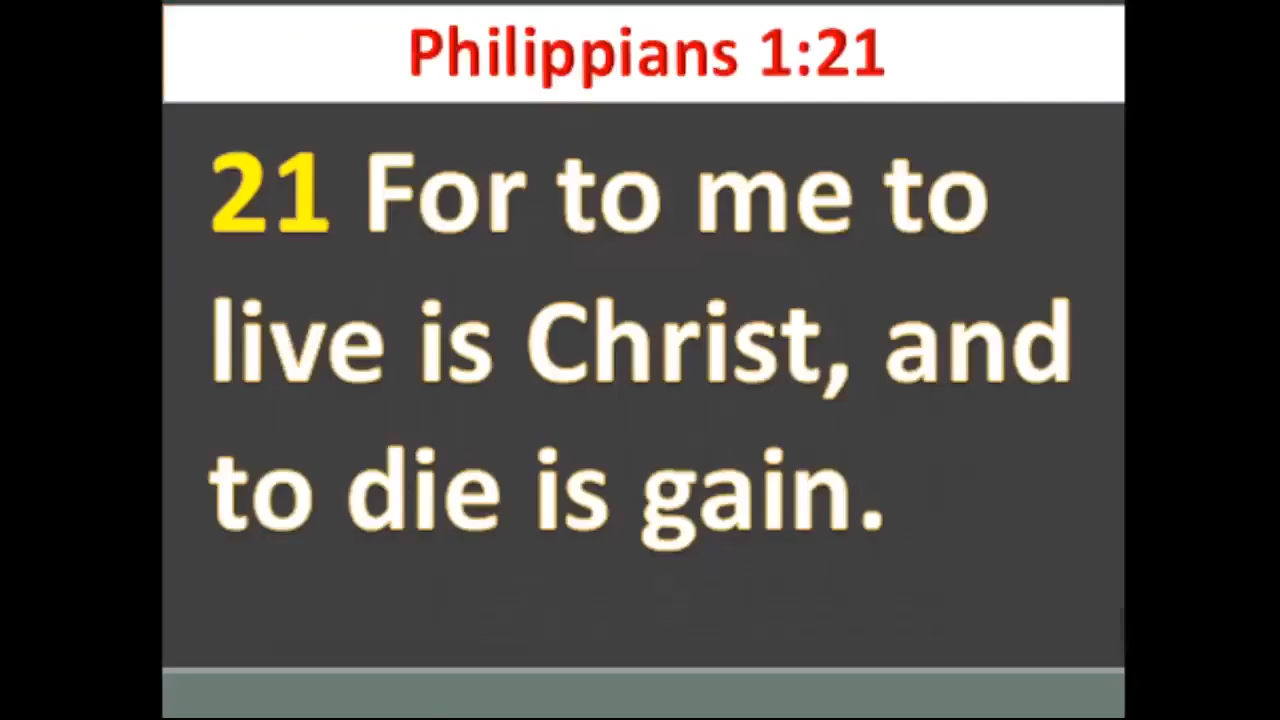 Philippians 1:21
21 For to me to
live is Christ, and
to die is gain.